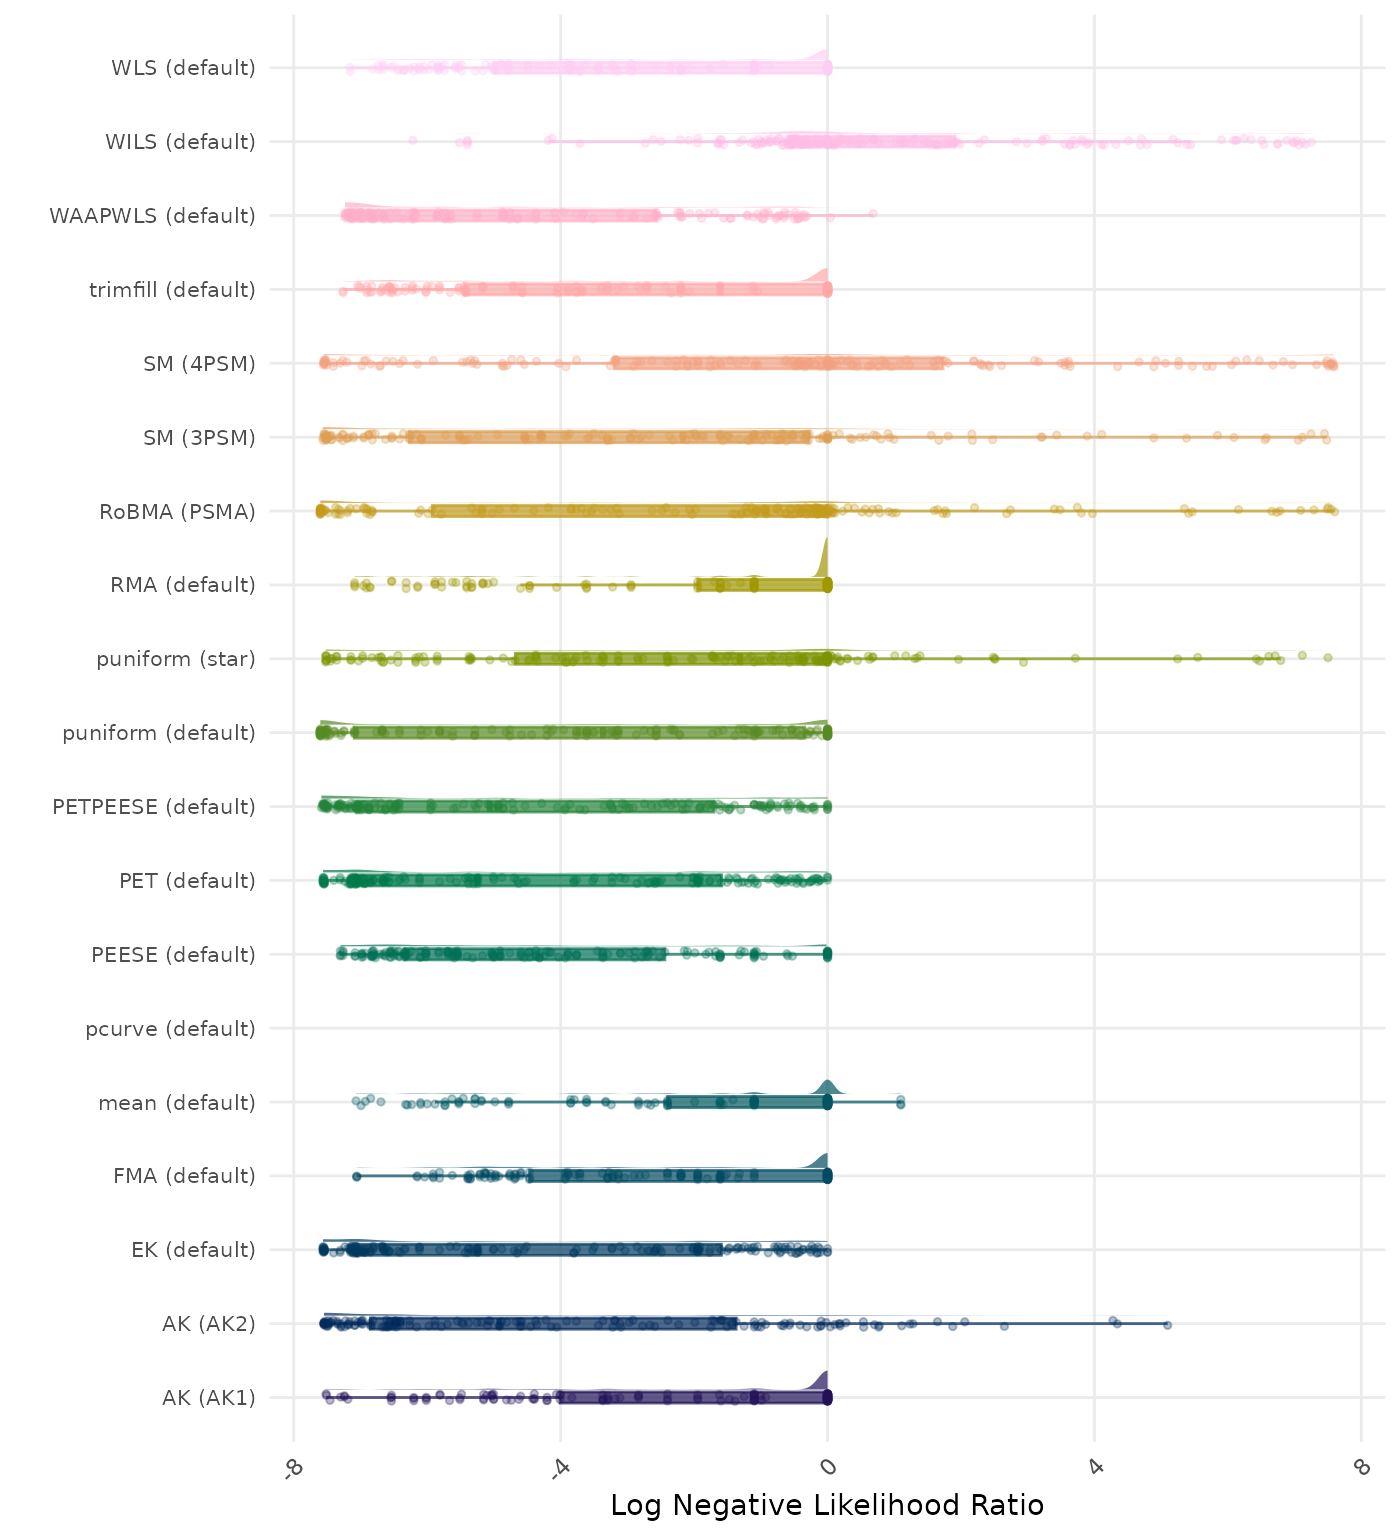 WLS (default)
WILS (default)
WAAPWLS (default)
trimfill (default)
SM (4PSM)
SM (3PSM)
RoBMA (PSMA)
RMA (default)
puniform (star)
puniform (default)
PETPEESE (default)
PET (default)
PEESE (default)
pcurve (default)
mean (default)
FMA (default)
EK (default)
AK (AK2)
AK (AK1)
-8 -4 0 4 8
Log Negative Likelihood Ratio